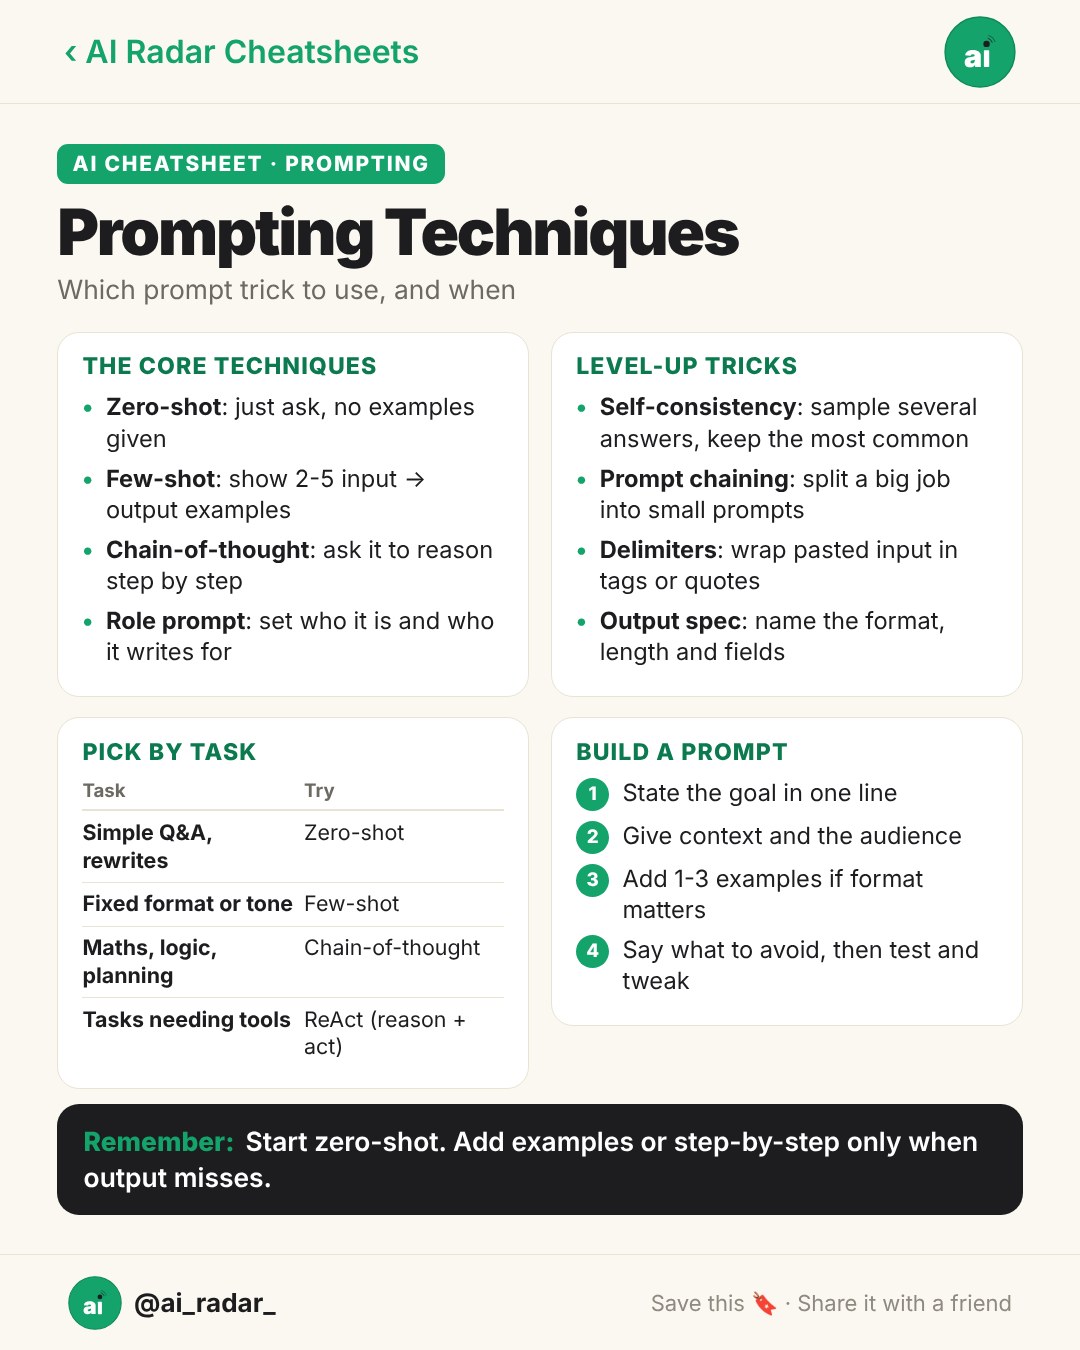 ‹ AI Radar Cheatsheets
ai
AI CHEATSHEET · PROMPTING
Prompting Techniques
Which prompt trick to use, and when
THE CORE TECHNIQUES
• Zero-shot: just ask, no examples
given
• Few-shot: show 2-5 input →
output examples
• Chain-of-thought: ask it to reason
step by step
• Role prompt: set who it is and who
it writes for
LEVEL-UP TRICKS
• Self-consistency: sample several
answers, keep the most common
• Prompt chaining: split a big job
into small prompts
• Delimiters: wrap pasted input in
tags or quotes
• Output spec: name the format,
length and fields
PICK BY TASK
Task Try
Simple Q&A, Zero-shot
rewrites
Fixed format or tone Few-shot
Maths, logic, Chain-of-thought
planning
Tasks needing tools ReAct (reason +
act)
BUILD A PROMPT
1 State the goal in one line
2 Give context and the audience
3 Add 1-3 examples if format
matters
4 Say what to avoid, then test and
tweak
Remember: Start zero-shot. Add examples or step-by-step only when
output misses.
ai @ai_radar_
Save this 🔖 · Share it with a friend